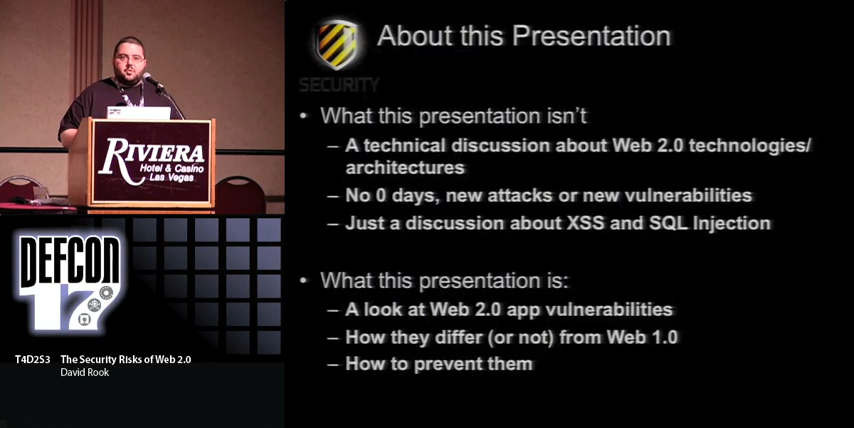 About this Presentation
SECURITY
• What this presentation isn't
– A technical discussion about Web 2.0 technologies/
architectures
– No 0 days, new attacks or new vulnerabilities
– Just a discussion about XSS and SQL Injection
• What this presentation is:
– A look at Web 2.0 app vulnerabilities
– How they differ (or not) from Web 1.0
– How to prevent them
RIVIERA
Hotel & Casino
Las Vegas
DEFCON
17
T4D2S3 The Security Risks of Web 2.0
David Rook